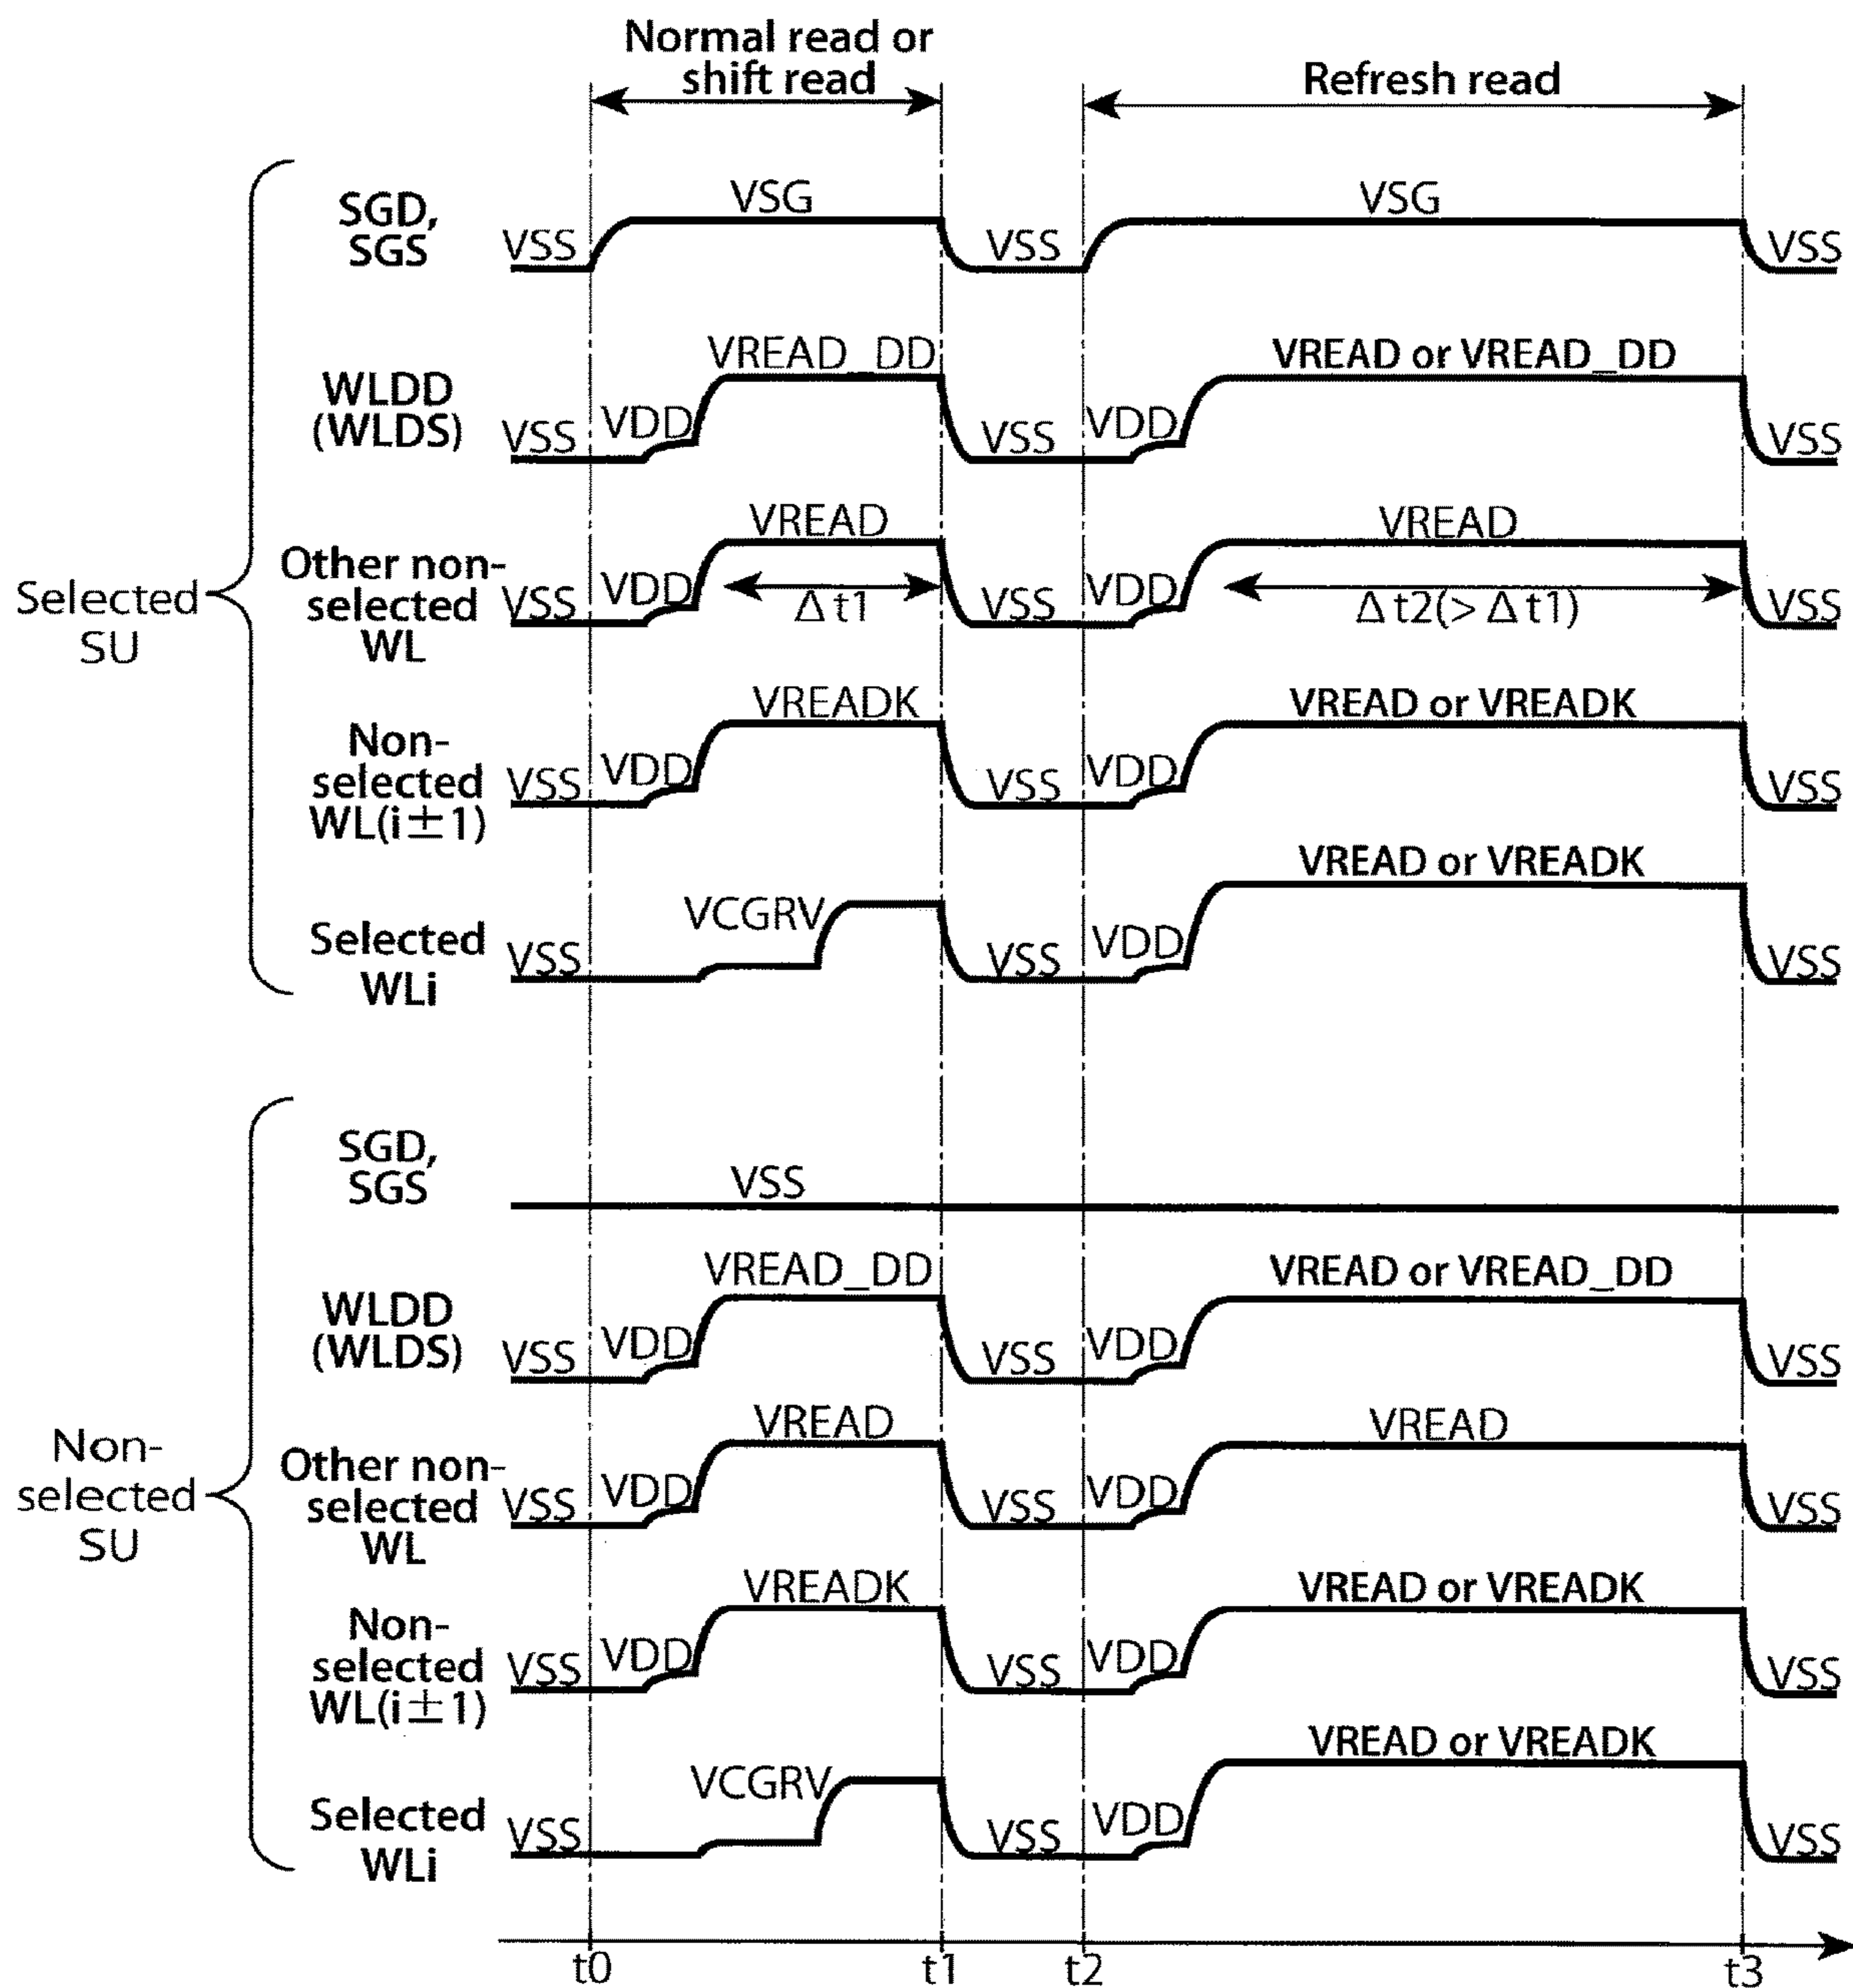 Normal read or
shift read
Refresh read
Selected
SU
SGD,
SGS
VSS
VSG
VSS
VSG
VSS
WLDD
(WLDS)
VSS
VDD
VREAD_DD
VSS
VDD
VREAD or VREAD_DD
VSS
Other non-
selected
WL
VSS
VDD
VREAD
Δt1
VSS
VDD
VREAD
Δt2(>Δt1)
VSS
Non-
selected
WL(i±1)
VSS
VDD
VREADK
VSS
VDD
VREAD or VREADK
VSS
Selected
WLi
VSS
VCGRV
VSS
VDD
VREAD or VREADK
VSS
Non-
selected
SU
SGD,
SGS
VSS
WLDD
(WLDS)
VSS
VDD
VREAD_DD
VSS
VDD
VREAD or VREAD_DD
VSS
Other non-
selected
WL
VSS
VDD
VREAD
VSS
VDD
VREAD
VSS
Non-
selected
WL(i±1)
VSS
VDD
VREADK
VSS
VDD
VREAD or VREADK
VSS
Selected
WLi
VSS
VCGRV
VSS
VDD
VREAD or VREADK
VSS
t0
t1
t2
t3